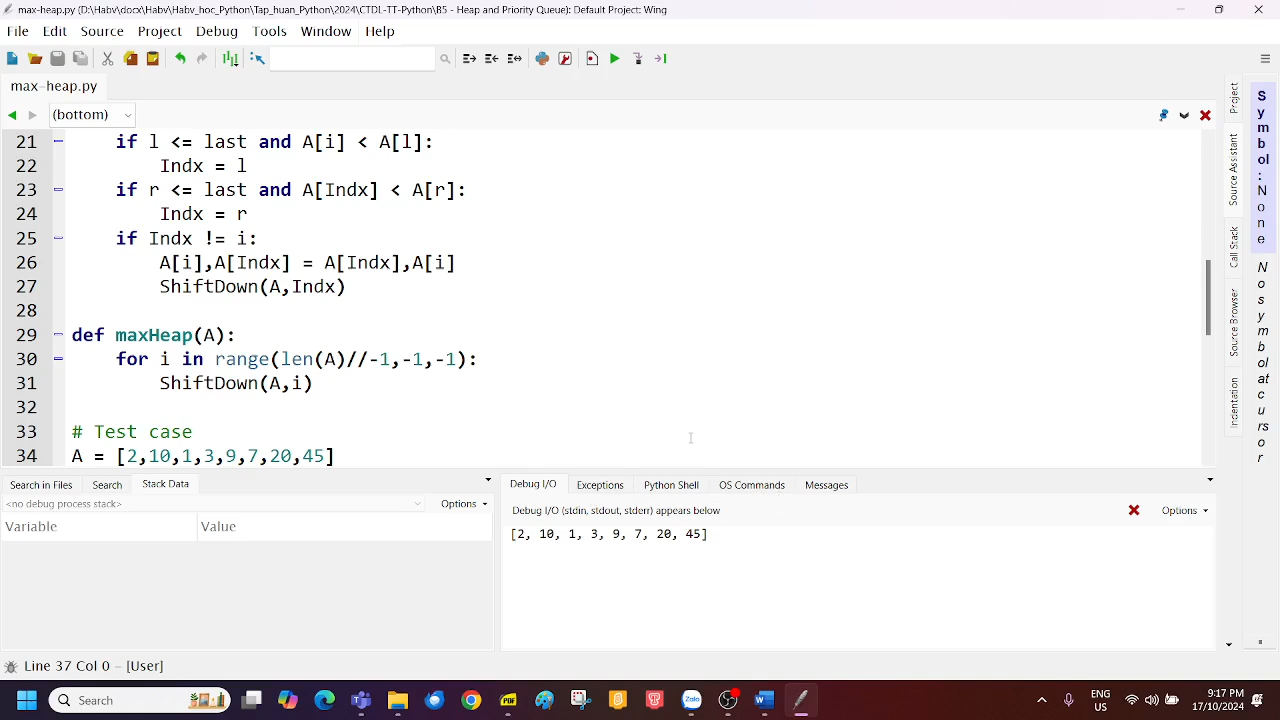 max-heap.py (D:\Habv\docx\Habv\Habv_hoc_Python\Tap_huan_Python\2024\CTDL-TT-Python\B5 - Heap and Priority Queue): Default Project: Wing
File Edit Source Project Debug Tools Window Help
max-heap.py
(bottom)
21 if l <= last and A[i] < A[l]:
22 Indx = l
23 if r <= last and A[Indx] < A[r]:
24 Indx = r
25 if Indx != i:
26 A[i],A[Indx] = A[Indx],A[i]
27 ShiftDown(A,Indx)
28
29 def maxHeap(A):
30 for i in range(len(A)//-1,-1,-1):
31 ShiftDown(A,i)
32
33 # Test case
34 A = [2,10,1,3,9,7,20,45]
Project
Source Assistant
Call Stack
Source Browser
Indentation
Symbol: None
No symbol at cursor
Search in Files Search Stack Data
<no debug process stack> Options
Variable Value
Debug I/O Exceptions Python Shell OS Commands Messages
Debug I/O (stdin, stdout, stderr) appears below Options
[2, 10, 1, 3, 9, 7, 20, 45]
Line 37 Col 0 – [User]
Search
PDF
Zalo
ENG
US
9:17 PM
17/10/2024